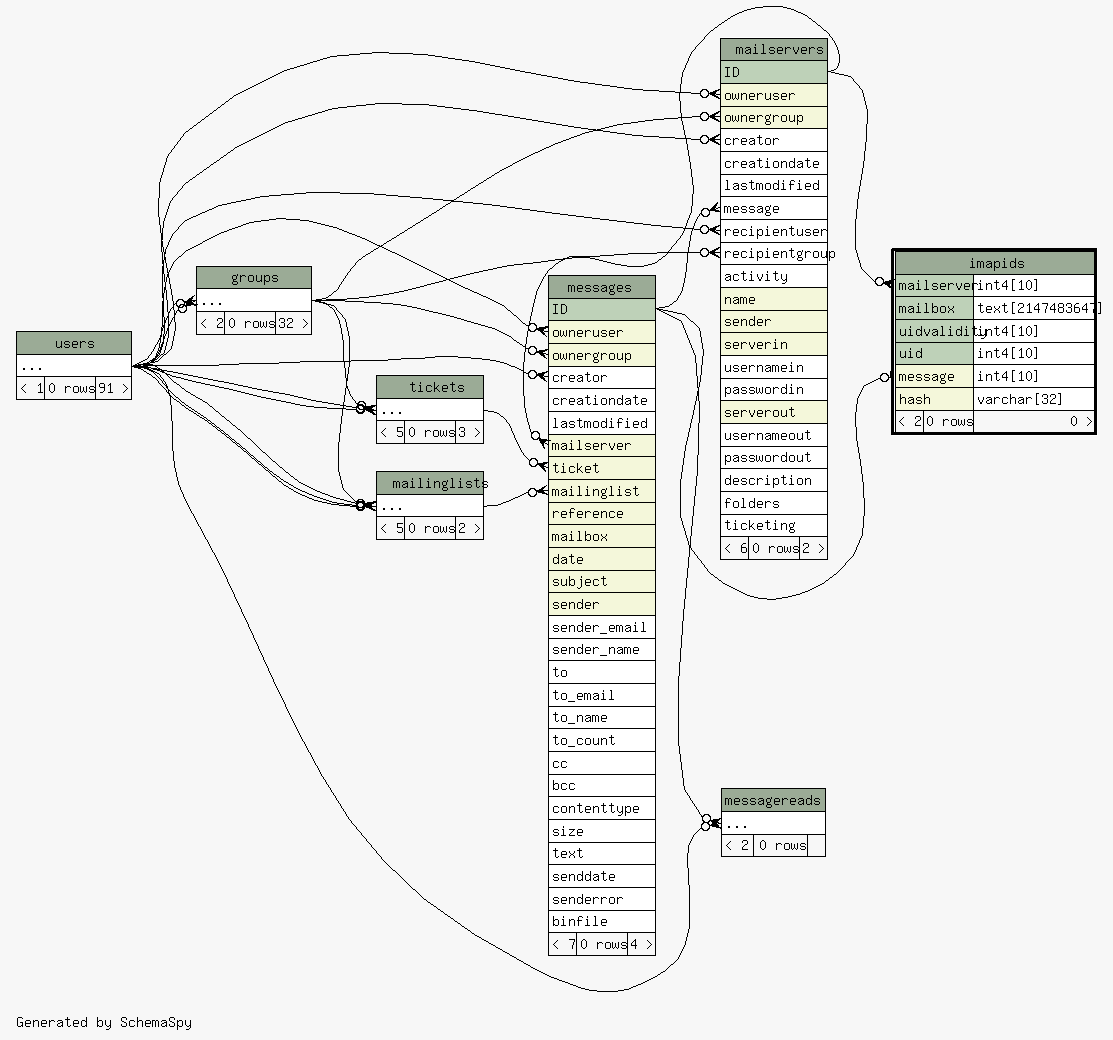 mailservers
ID
owneruser
ownergroup
creator
creationdate
lastmodified
message
recipientuser
recipientgroup
activity
name
sender
serverin
usernamein
passwordin
serverout
usernameout
passwordout
description
folders
ticketing
< 6 0 rows 2 >
imapids
mailserver int4[10]
mailbox text[2147483647]
uidvalidity int4[10]
uid int4[10]
message int4[10]
hash varchar[32]
< 2 0 rows 0 >
groups
...
< 2 0 rows 32 >
users
...
< 1 0 rows 91 >
tickets
...
< 5 0 rows 3 >
mailinglists
...
< 5 0 rows 2 >
messages
ID
owneruser
ownergroup
creator
creationdate
lastmodified
mailserver
ticket
mailinglist
reference
mailbox
date
subject
sender
sender_email
sender_name
to
to_email
to_name
to_count
cc
bcc
contenttype
size
text
senddate
senderror
binfile
< 7 0 rows 4 >
messagereads
...
< 2 0 rows
Generated by SchemaSpy